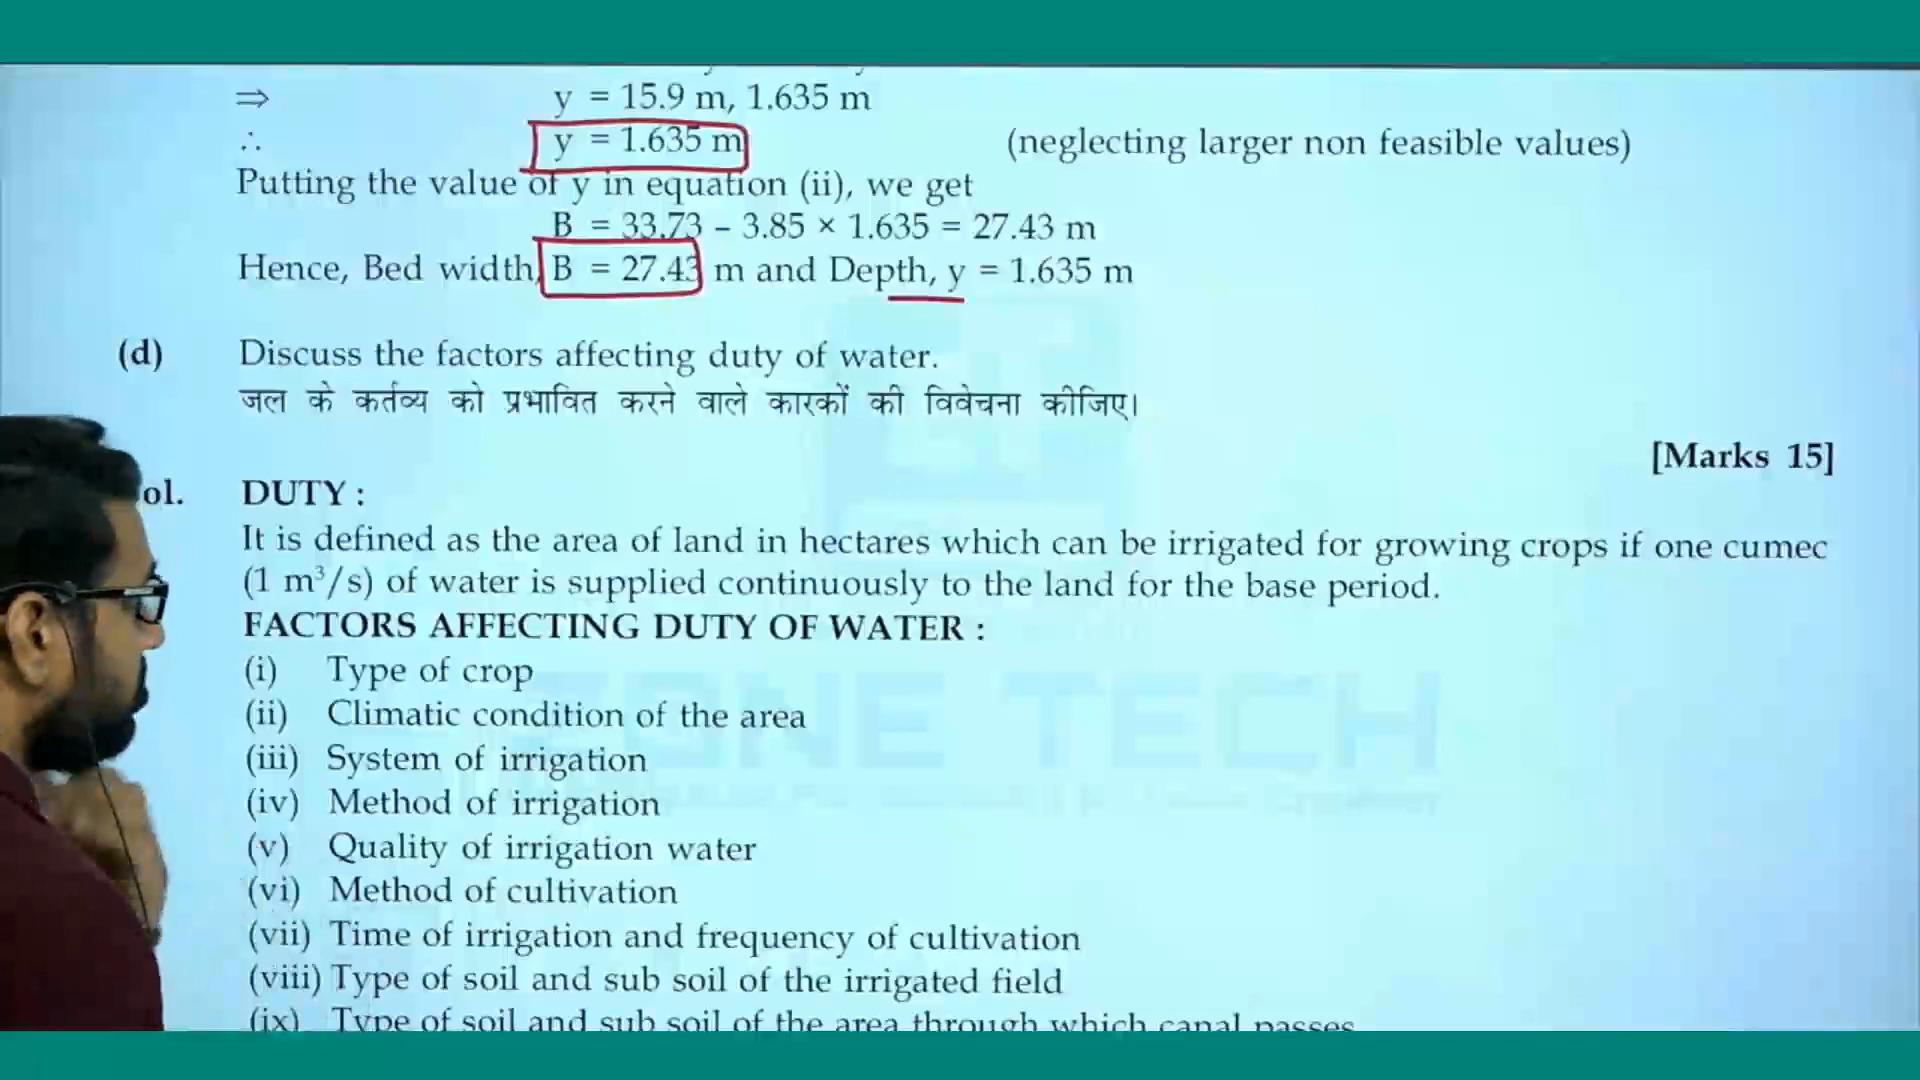 ⇒ y = 15.9 m, 1.635 m
∴ y = 1.635 m (neglecting larger non feasible values)
Putting the value of y in equation (ii), we get
B = 33.73 – 3.85 × 1.635 = 27.43 m
Hence, Bed width, B = 27.43 m and Depth, y = 1.635 m
(d) Discuss the factors affecting duty of water.
जल के कर्तव्य को प्रभावित करने वाले कारकों की विवेचना कीजिए।
[Marks 15]
ol. DUTY :
It is defined as the area of land in hectares which can be irrigated for growing crops if one cumec
(1 m³/s) of water is supplied continuously to the land for the base period.
FACTORS AFFECTING DUTY OF WATER :
(i) Type of crop
(ii) Climatic condition of the area
(iii) System of irrigation
(iv) Method of irrigation
(v) Quality of irrigation water
(vi) Method of cultivation
(vii) Time of irrigation and frequency of cultivation
(viii) Type of soil and sub soil of the irrigated field
(ix) Type of soil and sub soil of the area through which canal passes
ZONE TECH